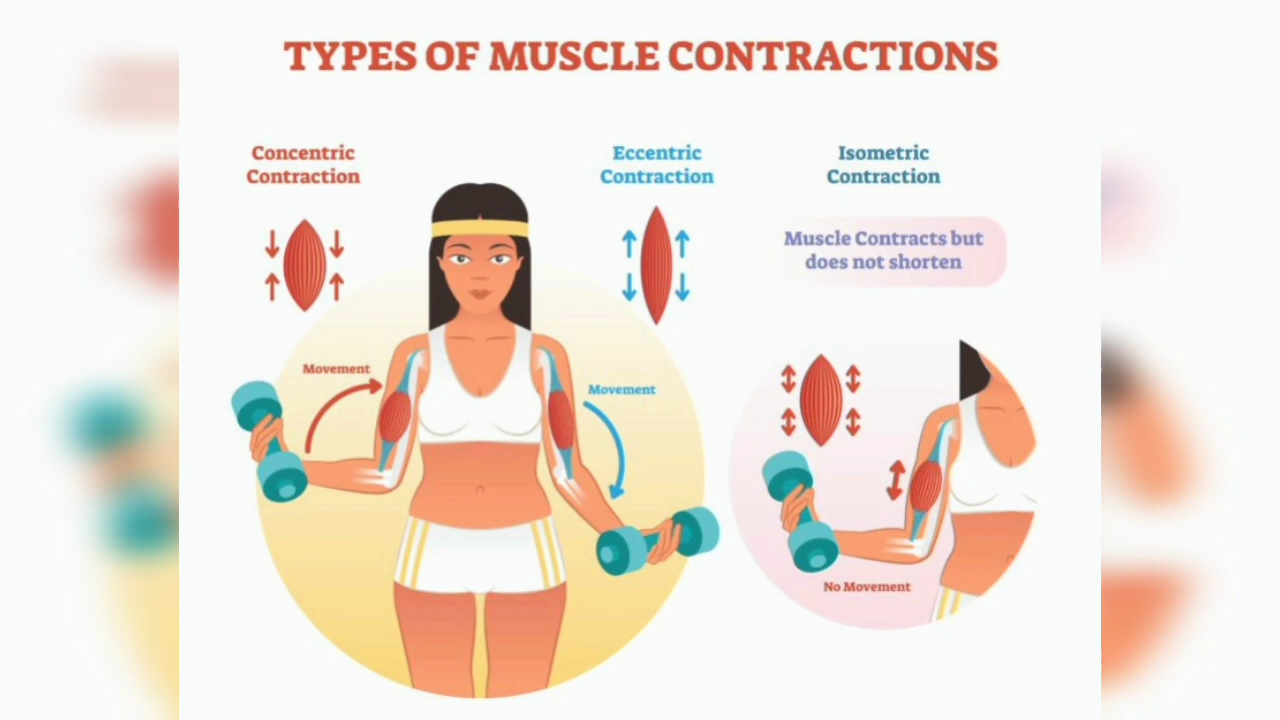 TYPES OF MUSCLE CONTRACTIONS
Concentric
Contraction
Eccentric
Contraction
Isometric
Contraction
Muscle Contracts but
does not shorten
Movement
Movement
No Movement